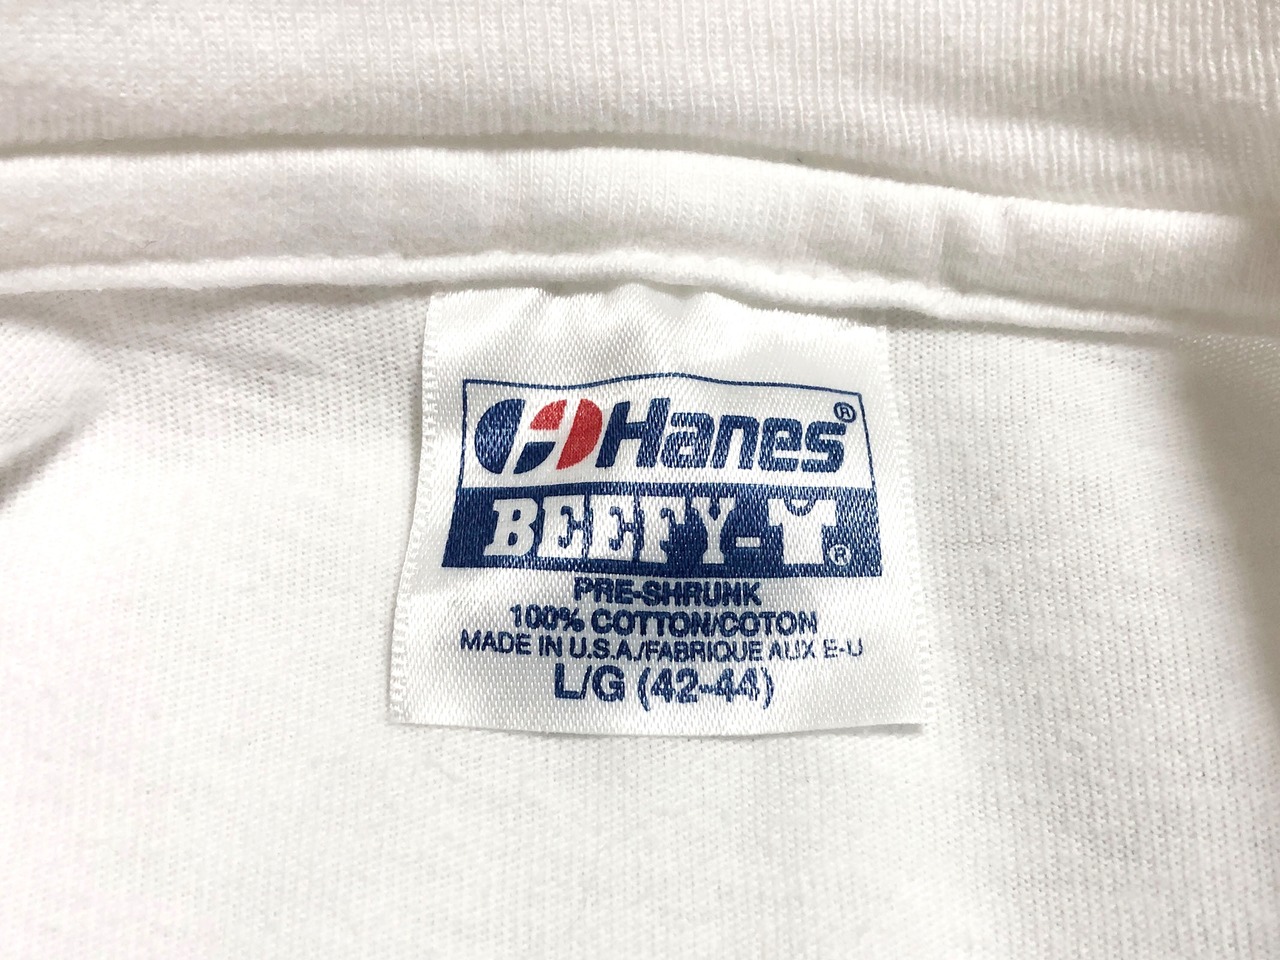 Hanes®
BEEFY-T®
PRE-SHRUNK
100% COTTON/COTON
MADE IN U.S.A./FABRIQUE AUX E-U
L/G (42-44)